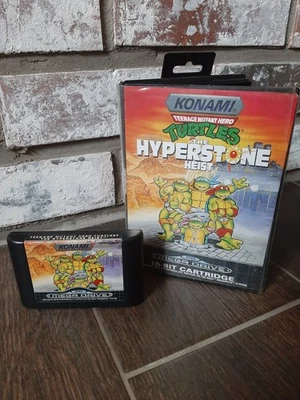 KONAMI
TEENAGE MUTANT HERO
TURTLES
THE
HYPERSTONE
HEIST
MEGA DRIVE
16-BIT CARTRIDGE
KONAMI
MEGA DRIVE